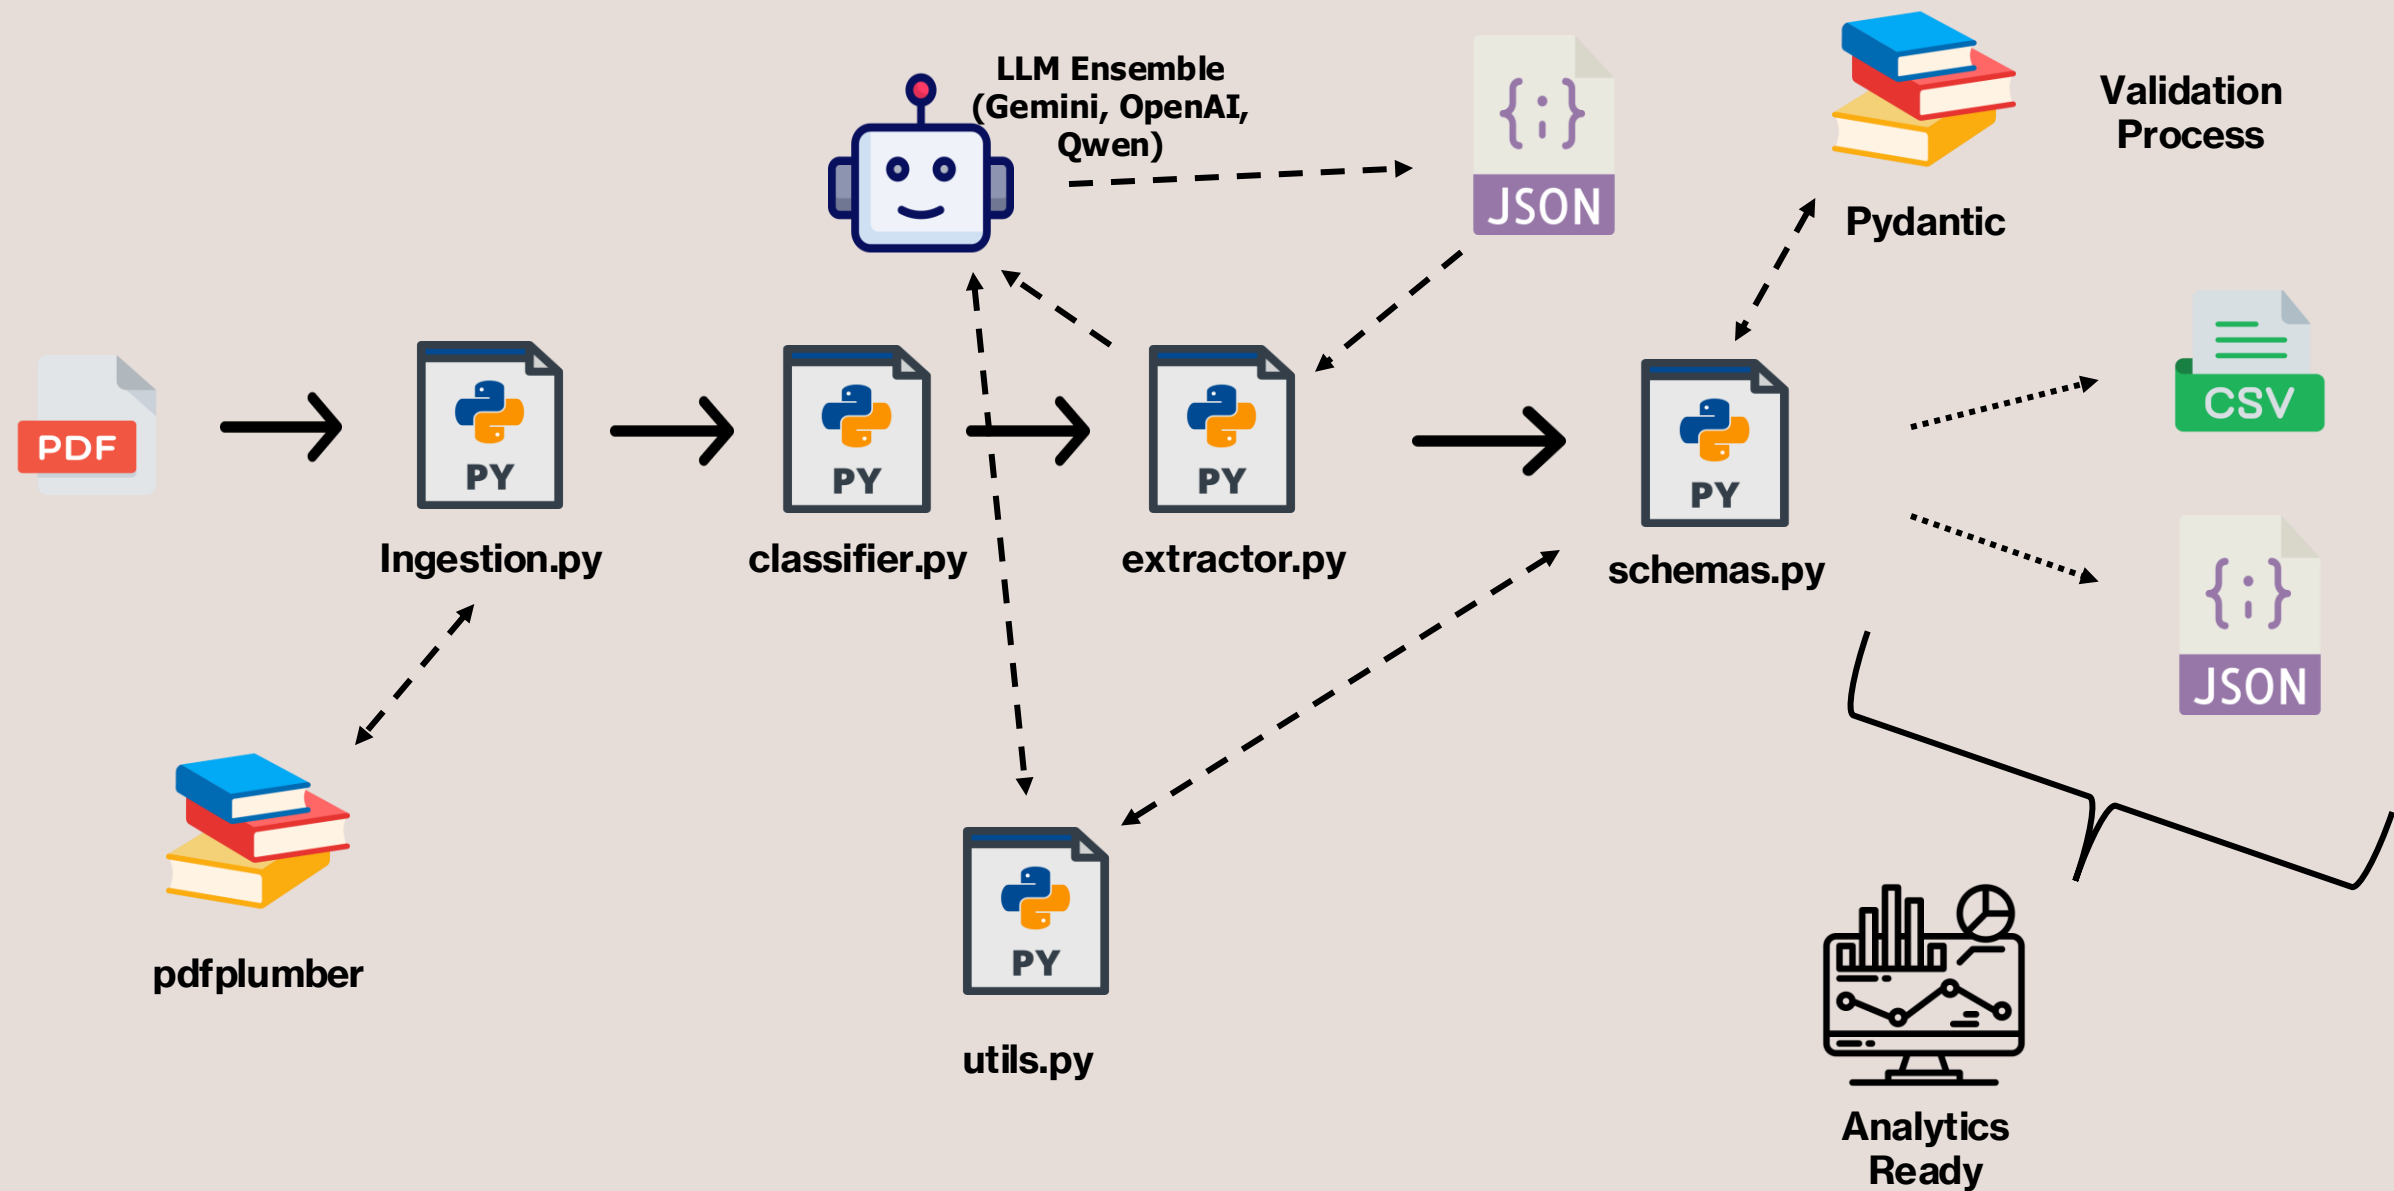 LLM Ensemble
(Gemini, OpenAI,
Qwen)
JSON
Validation
Process
Pydantic
PDF
PY
Ingestion.py
PY
classifier.py
PY
extractor.py
PY
schemas.py
CSV
JSON
pdfplumber
PY
utils.py
Analytics
Ready